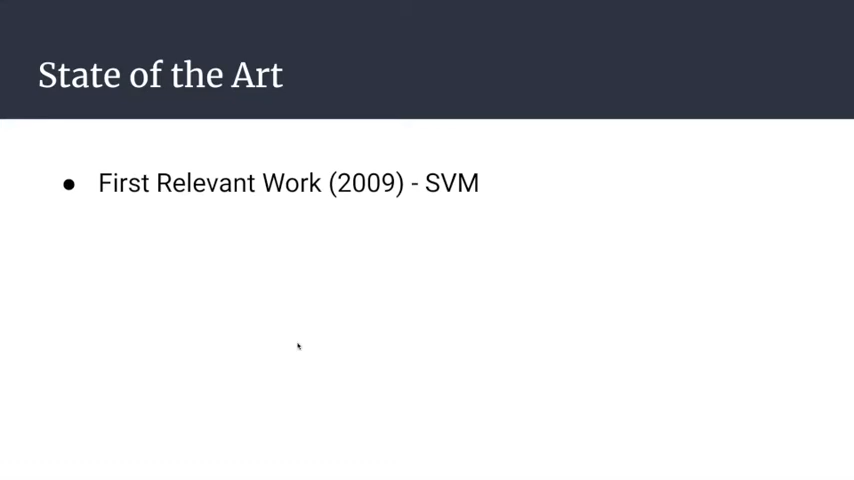 State of the Art
● First Relevant Work (2009) - SVM